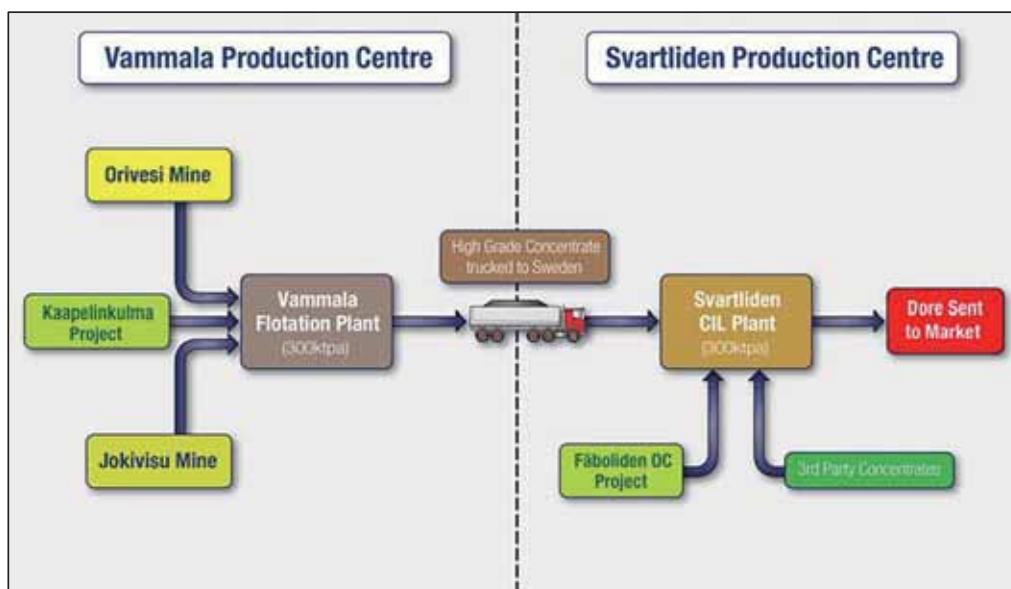 Vammala Production Centre
Svartliden Production Centre
Orivesi Mine
Kaapelinkulma
Project
Jokivisu Mine
Vammala
Flotation Plant
(300ktpa)
High Grade Concentrate
trucked to Sweden
Svartliden
CIL Plant
(300ktpa)
Dore Sent
to Market
Fäboliden OC
Project
3rd Party Concentrates